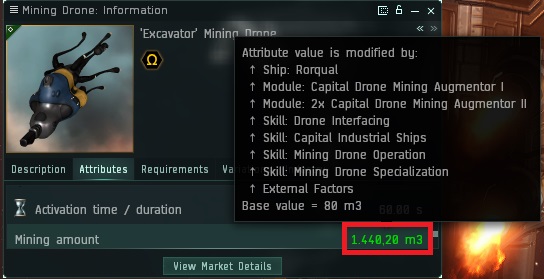 Mining Drone: Information
'Excavator' Mining Drone
Ω
Description Attributes Requirements
Activation time / duration 60.00 s
Mining amount 1.440,20 m3
View Market Details
Attribute value is modified by:
↑ Ship: Rorqual
↑ Module: Capital Drone Mining Augmentor I
↑ Module: 2x Capital Drone Mining Augmentor II
↑ Skill: Drone Interfacing
↑ Skill: Capital Industrial Ships
↑ Skill: Mining Drone Operation
↑ Skill: Mining Drone Specialization
↑ External Factors
Base value = 80 m3